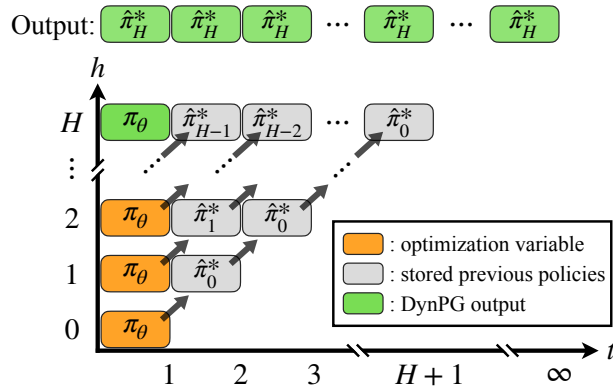 Output: π̂*_H π̂*_H π̂*_H ⋯ π̂*_H ⋯ π̂*_H
h
H π_θ π̂*_{H−1} π̂*_{H−2} ⋯ π̂*_0
⋮ ⋯ ⋯ ⋯
2 π_θ π̂*_1 π̂*_0
1 π_θ π̂*_0
0 π_θ
: optimization variable
: stored previous policies
: DynPG output
1 2 3 H + 1 ∞ t